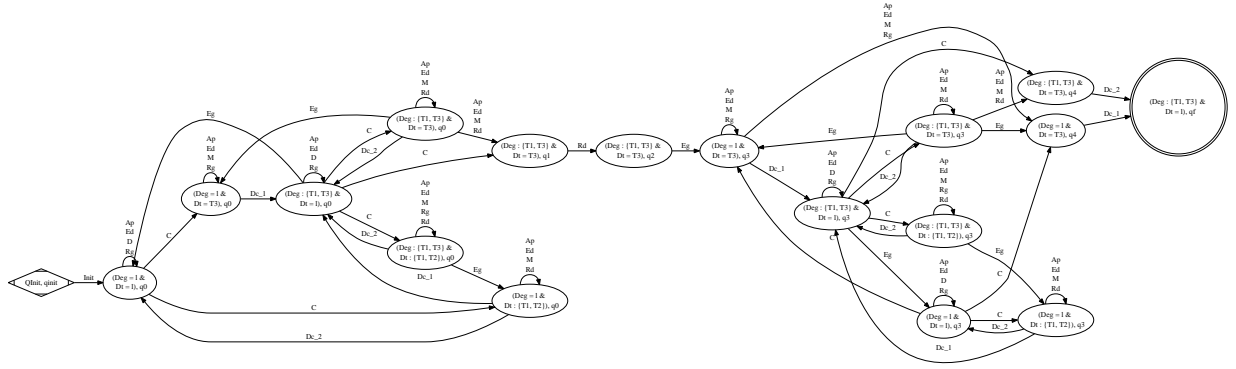 QInit, qinit
Init
(Deg = l &
Dt = l), q0
Ap
Ed
D
Rg
C
Eg
(Deg = l &
Dt = T3), q0
Ap
Ed
M
Rg
Dc_1
(Deg : {T1, T3} &
Dt = l), q0
Ap
Ed
D
Rg
Eg
C
Dc_2
(Deg : {T1, T3} &
Dt = T3), q0
Ap
Ed
M
Rd
Ap
Ed
M
Rd
C
C
Dc_2
(Deg : {T1, T3} &
Dt : {T1, T2}), q0
Ap
Ed
M
Rg
Rd
Eg
Dc_1
(Deg = l &
Dt : {T1, T2}), q0
Ap
Ed
M
Rd
C
Dc_2
(Deg : {T1, T3} &
Dt = T3), q1
Rd
(Deg : {T1, T3} &
Dt = T3), q2
Eg
(Deg = l &
Dt = T3), q3
Ap
Ed
M
Rg
Ap
Ed
M
Rg
Dc_1
Eg
(Deg : {T1, T3} &
Dt = l), q3
Ap
Ed
D
Rg
C
C
Dc_2
(Deg : {T1, T3} &
Dt = T3), q3
Ap
Ed
M
Rd
Ap
Ed
M
Rd
Eg
C
Dc_2
(Deg : {T1, T3} &
Dt : {T1, T2}), q3
Ap
Ed
M
Rg
Rd
Eg
Eg
C
(Deg = l &
Dt = l), q3
Ap
Ed
D
Rg
C
C
Dc_2
Dc_1
(Deg = l &
Dt : {T1, T2}), q3
Ap
Ed
M
Rd
(Deg : {T1, T3} &
Dt = T3), q4
Dc_2
(Deg = l &
Dt = T3), q4
Dc_1
(Deg : {T1, T3} &
Dt = l), qf